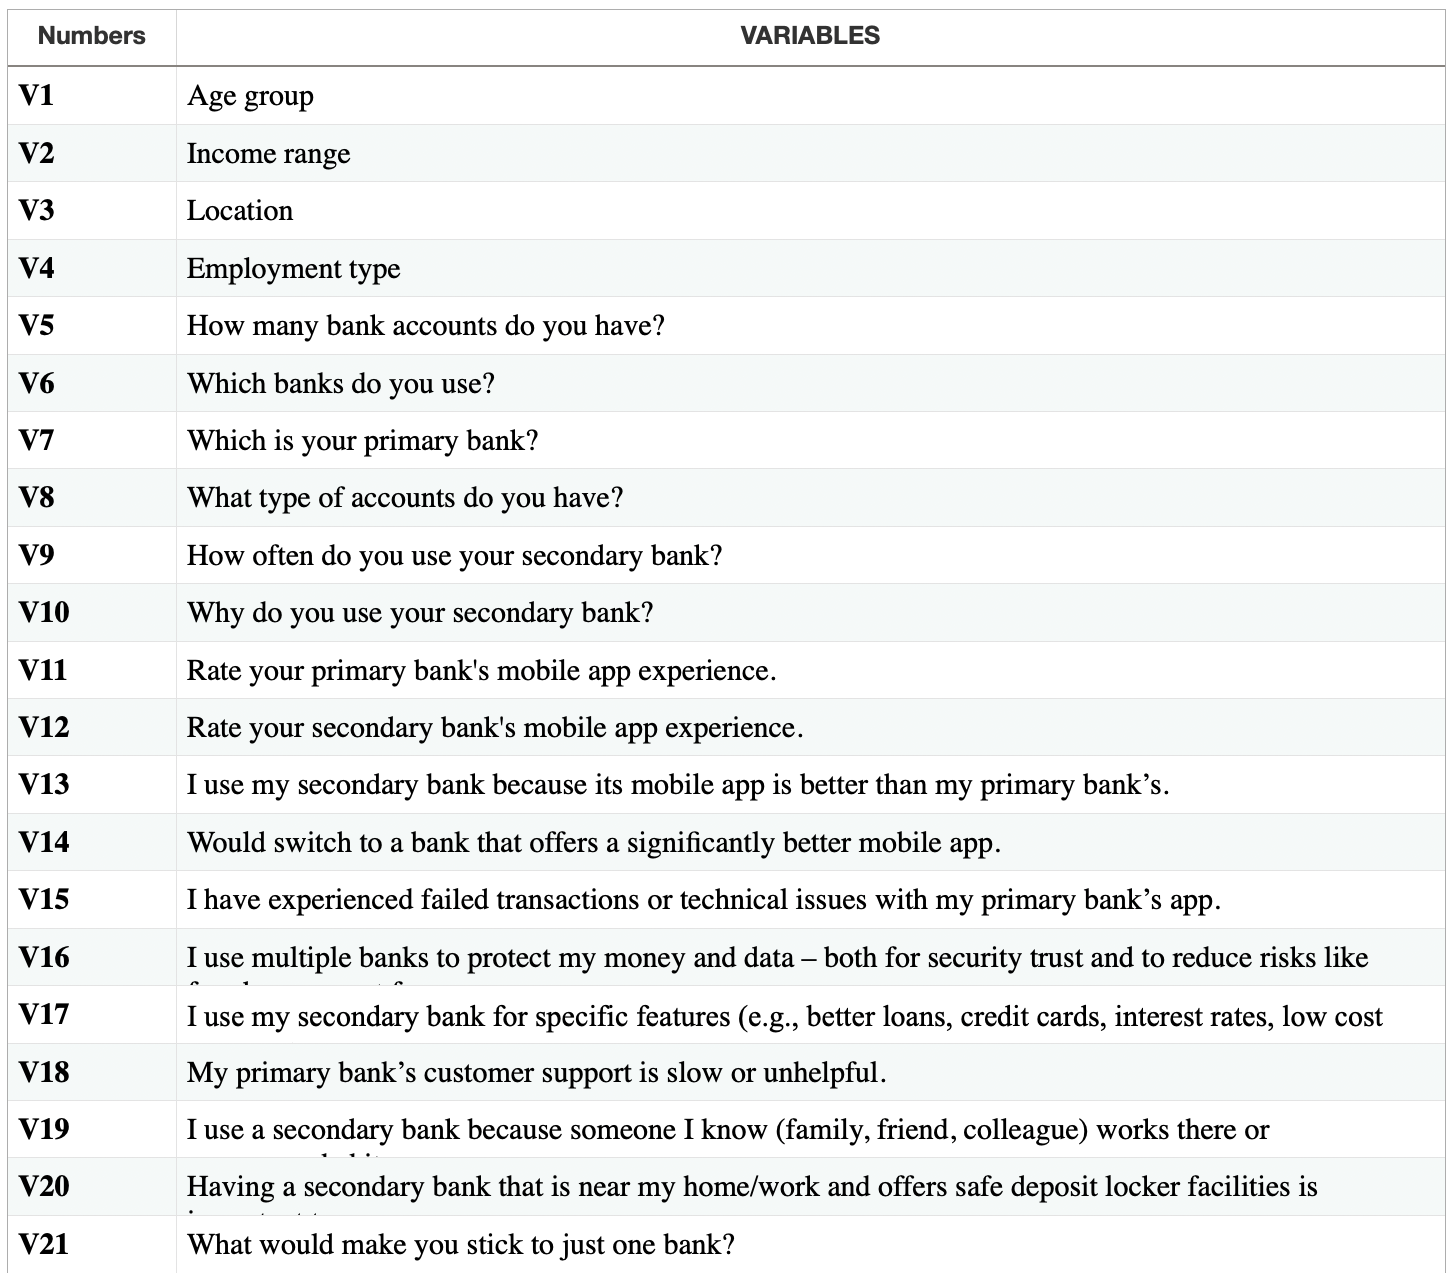 Numbers VARIABLES
V1 Age group
V2 Income range
V3 Location
V4 Employment type
V5 How many bank accounts do you have?
V6 Which banks do you use?
V7 Which is your primary bank?
V8 What type of accounts do you have?
V9 How often do you use your secondary bank?
V10 Why do you use your secondary bank?
V11 Rate your primary bank's mobile app experience.
V12 Rate your secondary bank's mobile app experience.
V13 I use my secondary bank because its mobile app is better than my primary bank’s.
V14 Would switch to a bank that offers a significantly better mobile app.
V15 I have experienced failed transactions or technical issues with my primary bank’s app.
V16 I use multiple banks to protect my money and data – both for security trust and to reduce risks like
V17 I use my secondary bank for specific features (e.g., better loans, credit cards, interest rates, low cost
V18 My primary bank’s customer support is slow or unhelpful.
V19 I use a secondary bank because someone I know (family, friend, colleague) works there or
V20 Having a secondary bank that is near my home/work and offers safe deposit locker facilities is
V21 What would make you stick to just one bank?